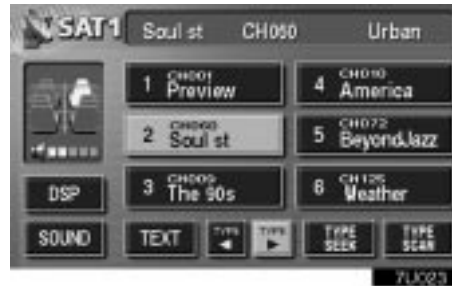 SAT1 Soul st CH060 Urban
1 CH001 Preview
4 CH010 America
2 CH060 Soul st
5 CH072 BeyondJazz
3 CH009 The 90s
6 CH125 Weather
DSP
SOUND TEXT TYPE ◀ TYPE ▶ TYPE SEEK TYPE SCAN
7U023